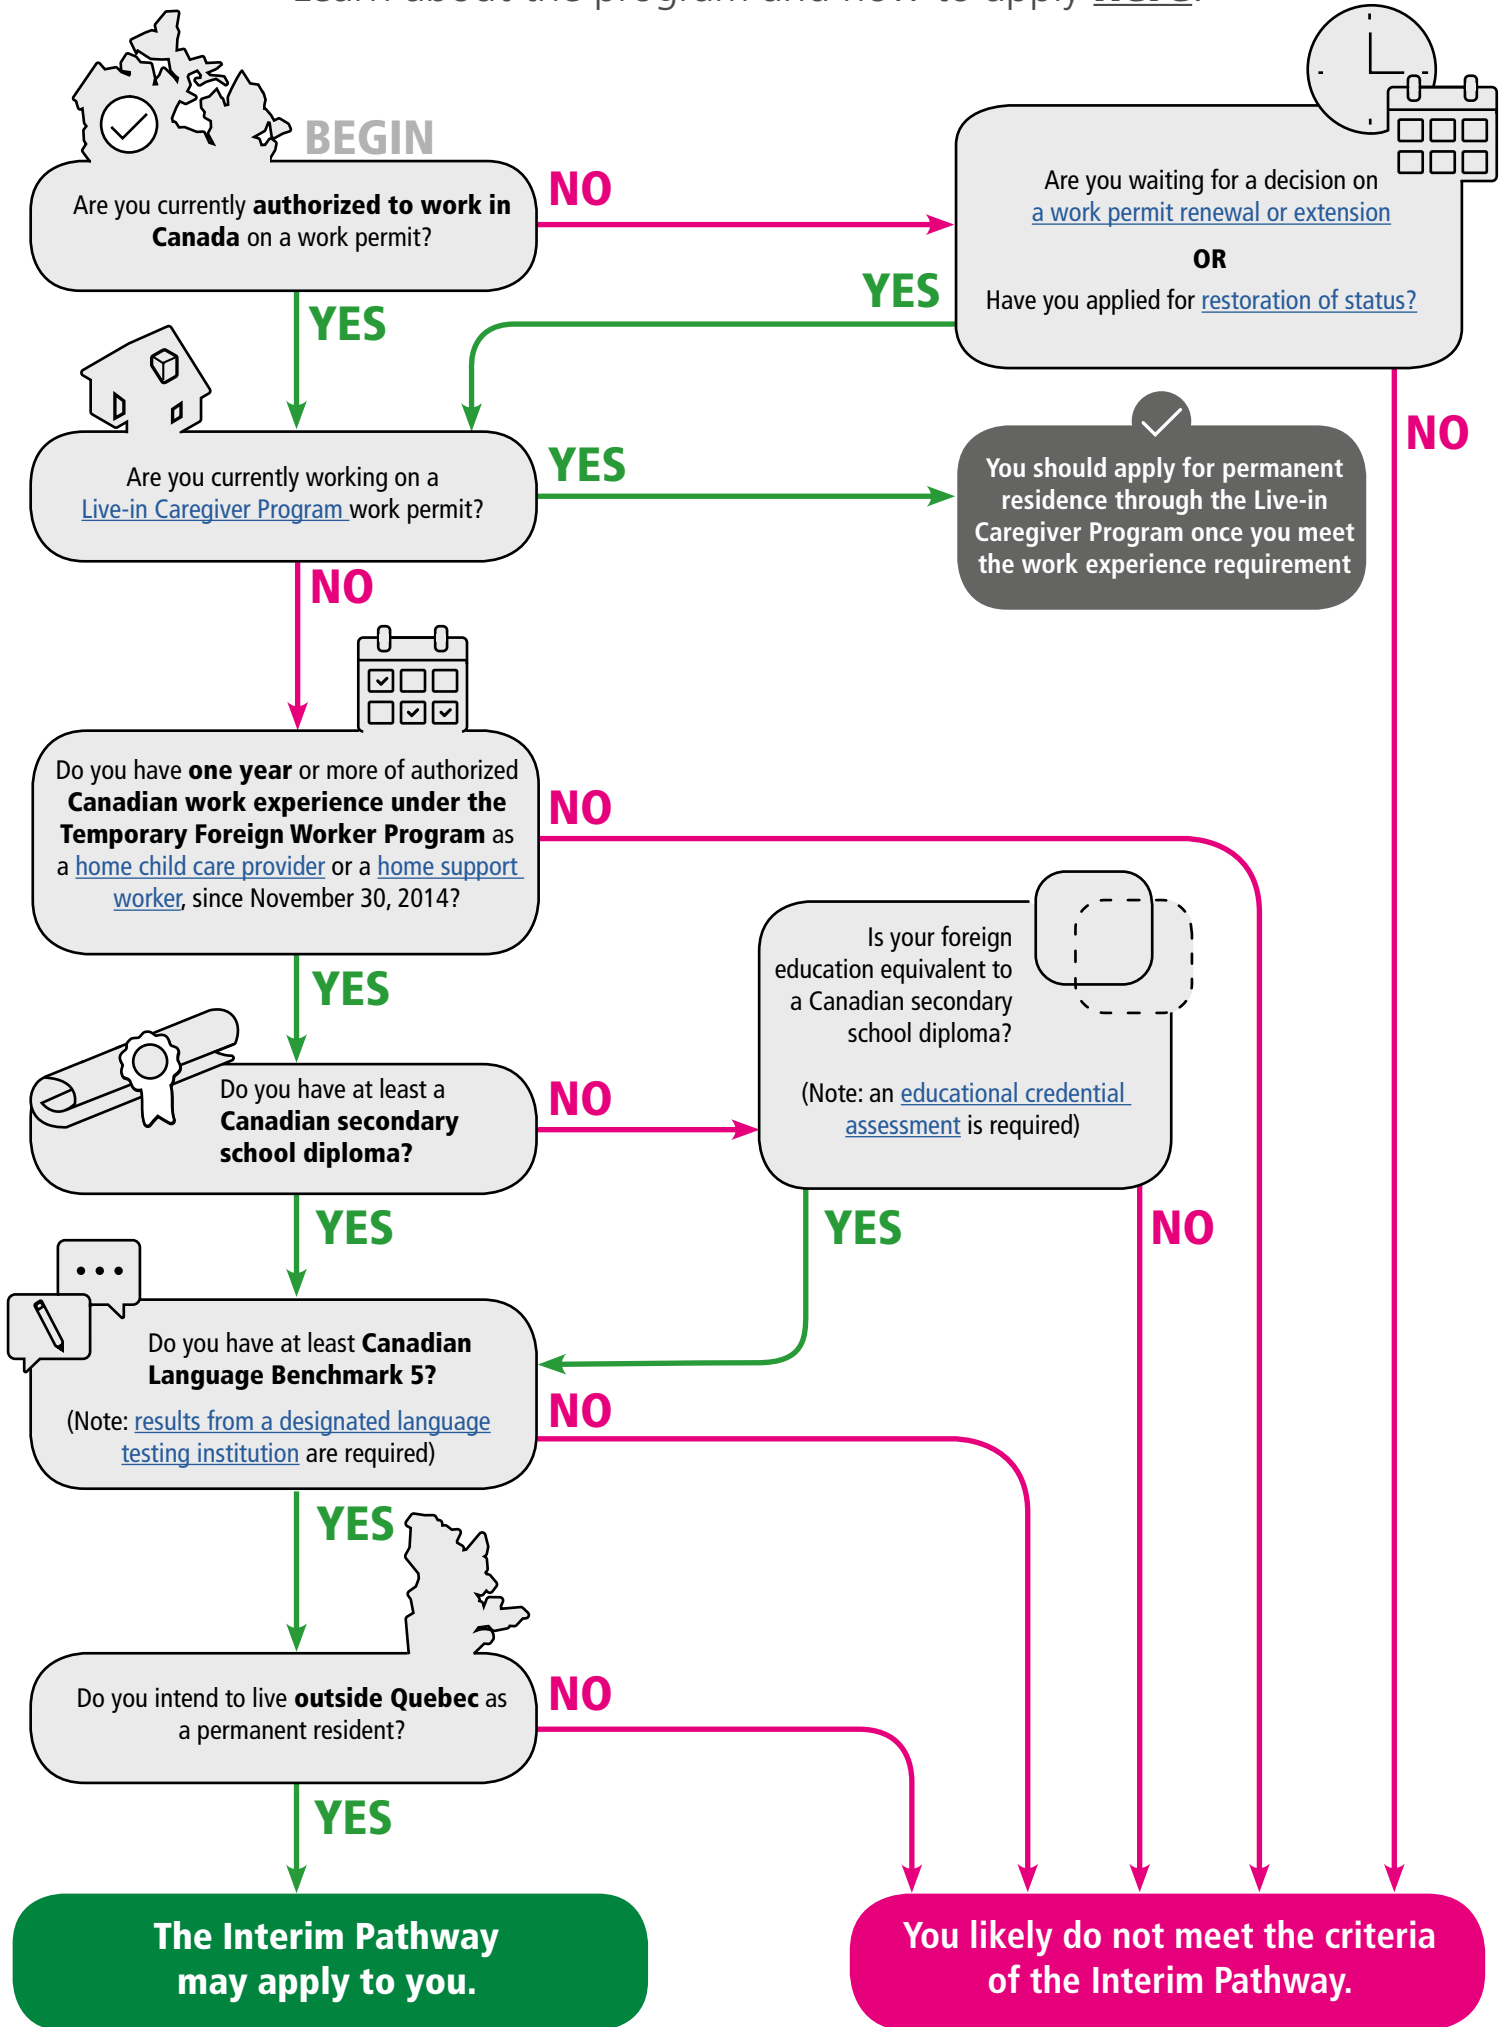 Learn about the program and how to apply here.
BEGIN
Are you currently authorized to work in
Canada on a work permit?
NO
Are you waiting for a decision on
a work permit renewal or extension
OR
Have you applied for restoration of status?
YES
YES
NO
Are you currently working on a
Live-in Caregiver Program work permit?
YES
You should apply for permanent
residence through the Live-in
Caregiver Program once you meet
the work experience requirement
NO
Do you have one year or more of authorized
Canadian work experience under the
Temporary Foreign Worker Program as
a home child care provider or a home support
worker, since November 30, 2014?
NO
YES
Do you have at least a
Canadian secondary
school diploma?
NO
Is your foreign
education equivalent to
a Canadian secondary
school diploma?
(Note: an educational credential
assessment is required)
YES
YES
NO
Do you have at least Canadian
Language Benchmark 5?
(Note: results from a designated language
testing institution are required)
NO
YES
Do you intend to live outside Quebec as
a permanent resident?
NO
YES
The Interim Pathway
may apply to you.
You likely do not meet the criteria
of the Interim Pathway.